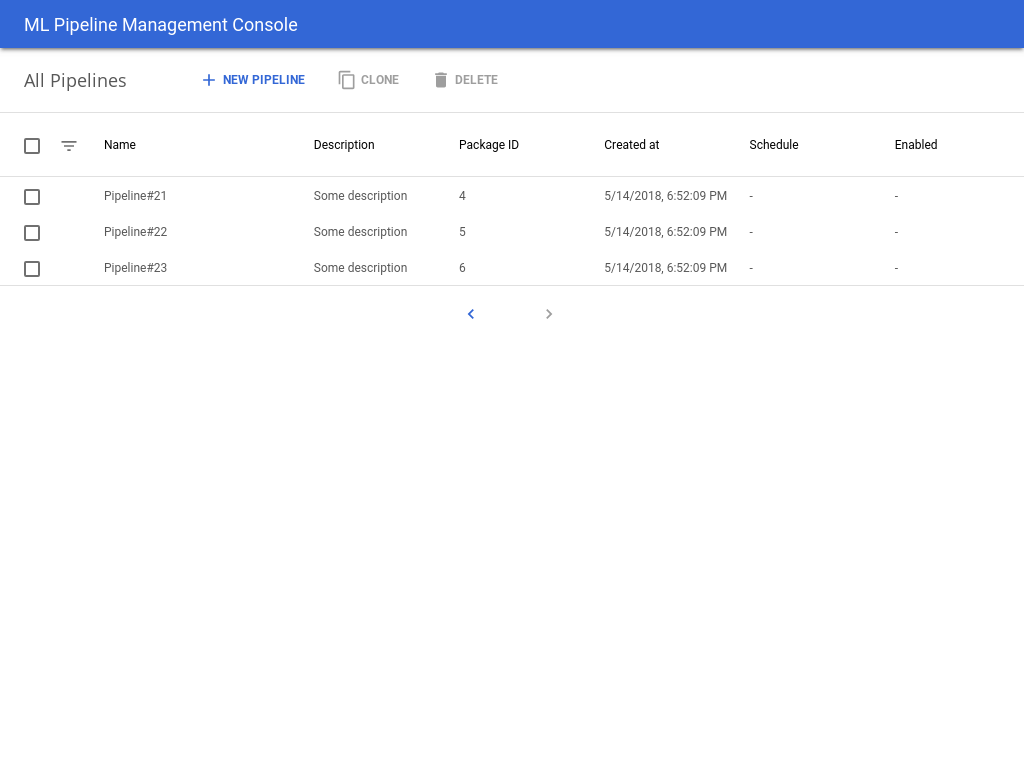 ML Pipeline Management Console
All Pipelines NEW PIPELINE CLONE DELETE
Name Description Package ID Created at Schedule Enabled
Pipeline#21 Some description 4 5/14/2018, 6:52:09 PM - -
Pipeline#22 Some description 5 5/14/2018, 6:52:09 PM - -
Pipeline#23 Some description 6 5/14/2018, 6:52:09 PM - -